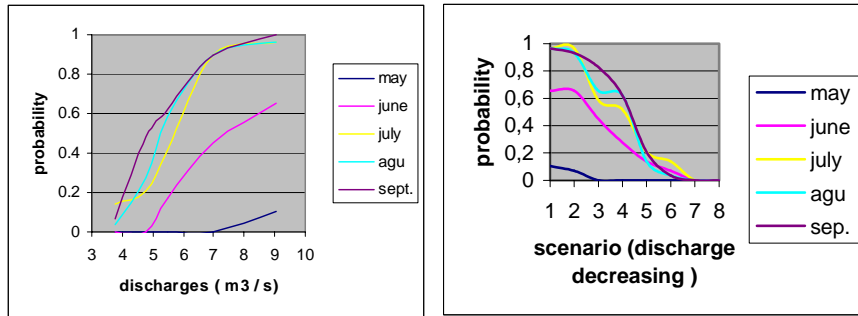 1
0.8
0.6
0.4
0.2
0
3 4 5 6 7 8 9 10
probability
discharges ( m3 / s)
may
june
july
agu
sept.
1
0,8
0,6
0,4
0,2
0
1 2 3 4 5 6 7 8
probability
scenario (discharge
decreasing )
may
june
july
agu
sep.